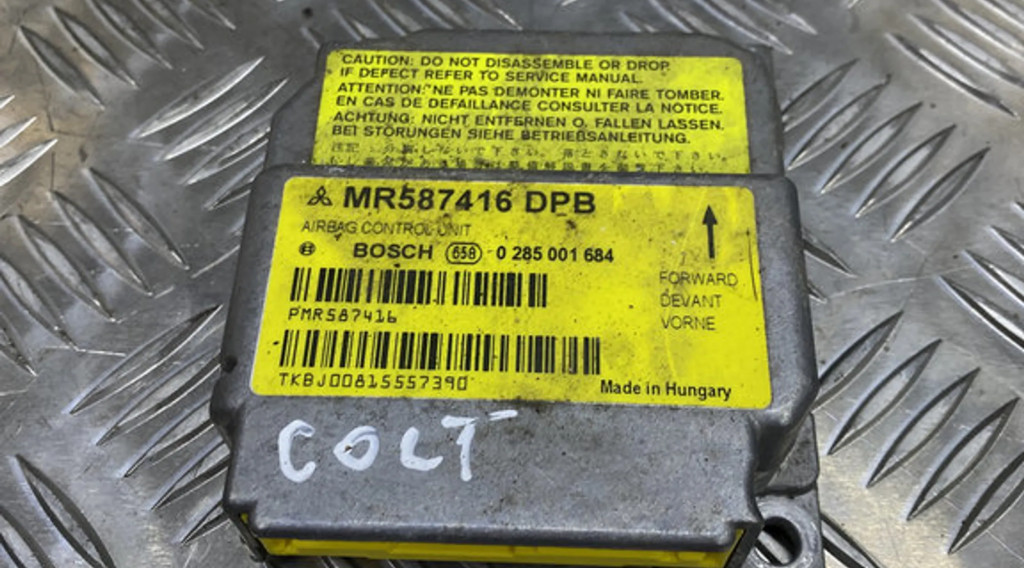 CAUTION: DO NOT DISASSEMBLE OR DROP.
IF DEFECT REFER TO SERVICE MANUAL.
ATTENTION: NE PAS DEMONTER NI FAIRE TOMBER.
EN CAS DE DEFAILLANCE CONSULTER LA NOTICE.
ACHTUNG: NICHT ENTFERNEN O. FALLEN LASSEN.
BEI STÖRUNGEN SIEHE BETRIEBSANLEITUNG.
MR587416 DPB
AIRBAG CONTROL UNIT
BOSCH 658 0 285 001 684
FORWARD
DEVANT
VORNE
PMR587416
TKBJ00815557390
Made in Hungary
COLT